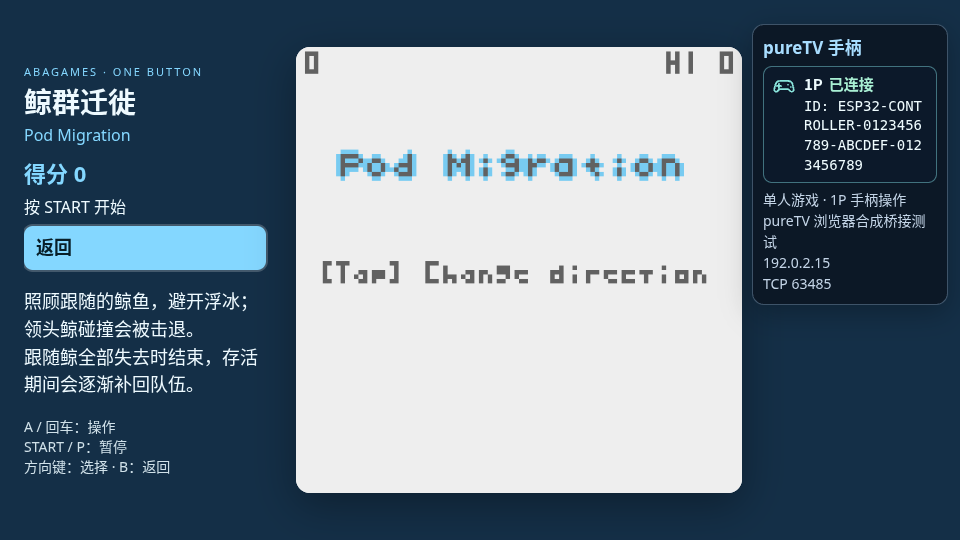 ABAGAMES · ONE BUTTON
鲸群迁徙
Pod Migration
得分 0
按 START 开始
返回
照顾跟随的鲸鱼，避开浮冰；
领头鲸碰撞会被击退。
跟随鲸全部失去时结束，存活
期间会逐渐补回队伍。
A / 回车：操作
START / P：暂停
方向键：选择 · B：返回
0
HI 0
Pod Migration
[Tap] Change direction
pureTV 手柄
1P 已连接
ID: ESP32-CONT
ROLLER-0123456
789-ABCDEF-012
3456789
单人游戏 · 1P 手柄操作
pureTV 浏览器合成桥接测
试
192.0.2.15
TCP 63485